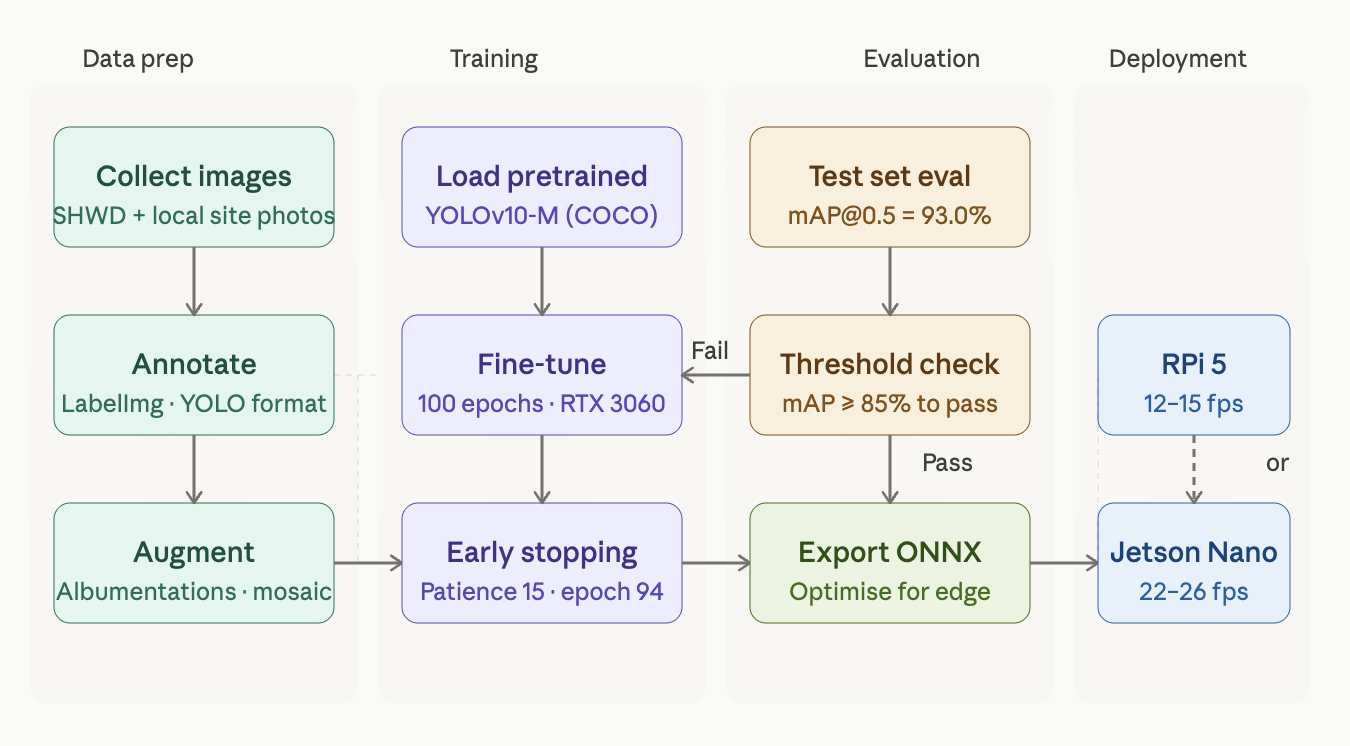 Data prep
Training
Evaluation
Deployment
Collect images
SHWD + local site photos
Load pretrained
YOLOv10-M (COCO)
Test set eval
mAP@0.5 = 93.0%
Annotate
LabelImg · YOLO format
Fine-tune
100 epochs · RTX 3060
Fail
Threshold check
mAP ≥ 85% to pass
RPi 5
12–15 fps
Pass
or
Augment
Albumentations · mosaic
Early stopping
Patience 15 · epoch 94
Export ONNX
Optimise for edge
Jetson Nano
22–26 fps